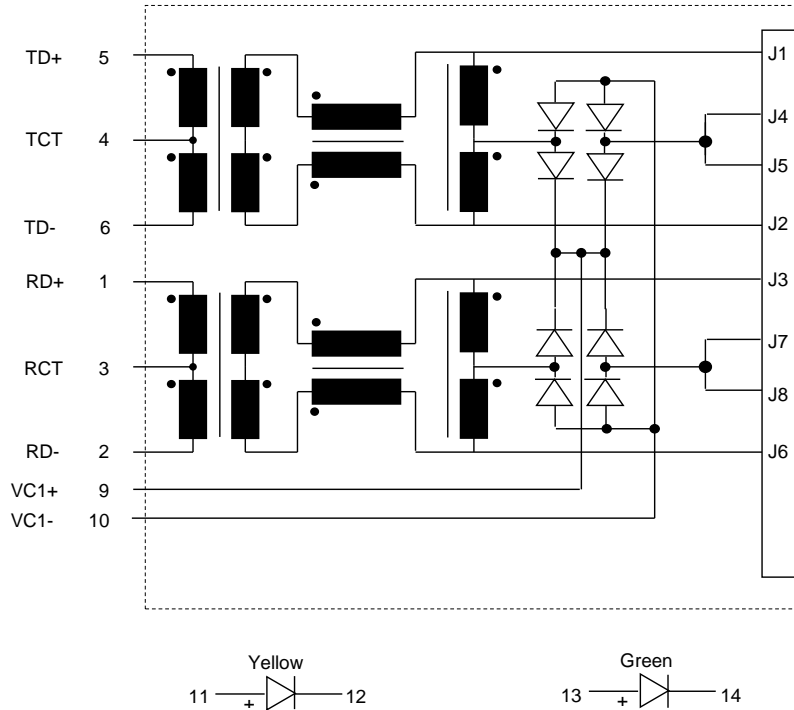 TD+ 5
J1
J4
TCT 4
J5
TD- 6
J2
RD+ 1
J3
J7
RCT 3
J8
RD- 2
J6
VC1+ 9
VC1- 10
Yellow
11 + 12
Green
13 + 14